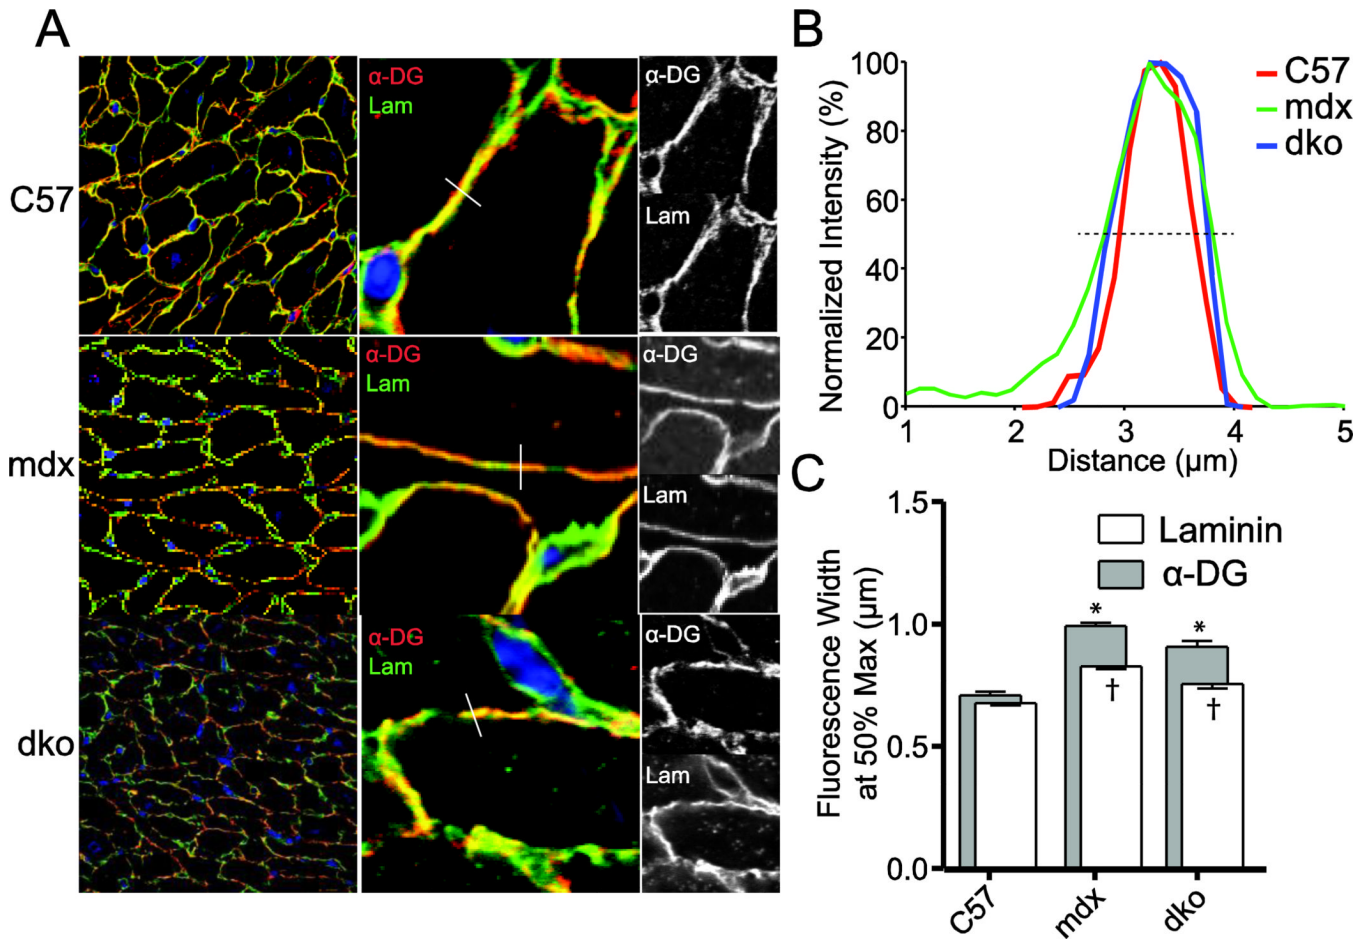 A
C57
α-DG
Lam
α-DG
Lam
mdx
α-DG
Lam
α-DG
Lam
dko
α-DG
Lam
α-DG
Lam
B
Normalized Intensity (%)
100
80
60
40
20
0
1
2
3
4
5
Distance (μm)
C57
mdx
dko
C
Fluorescence Width
at 50% Max (μm)
1.5
1.0
0.5
0.0
Laminin
α-DG
*
*
†
†
C57
mdx
dko